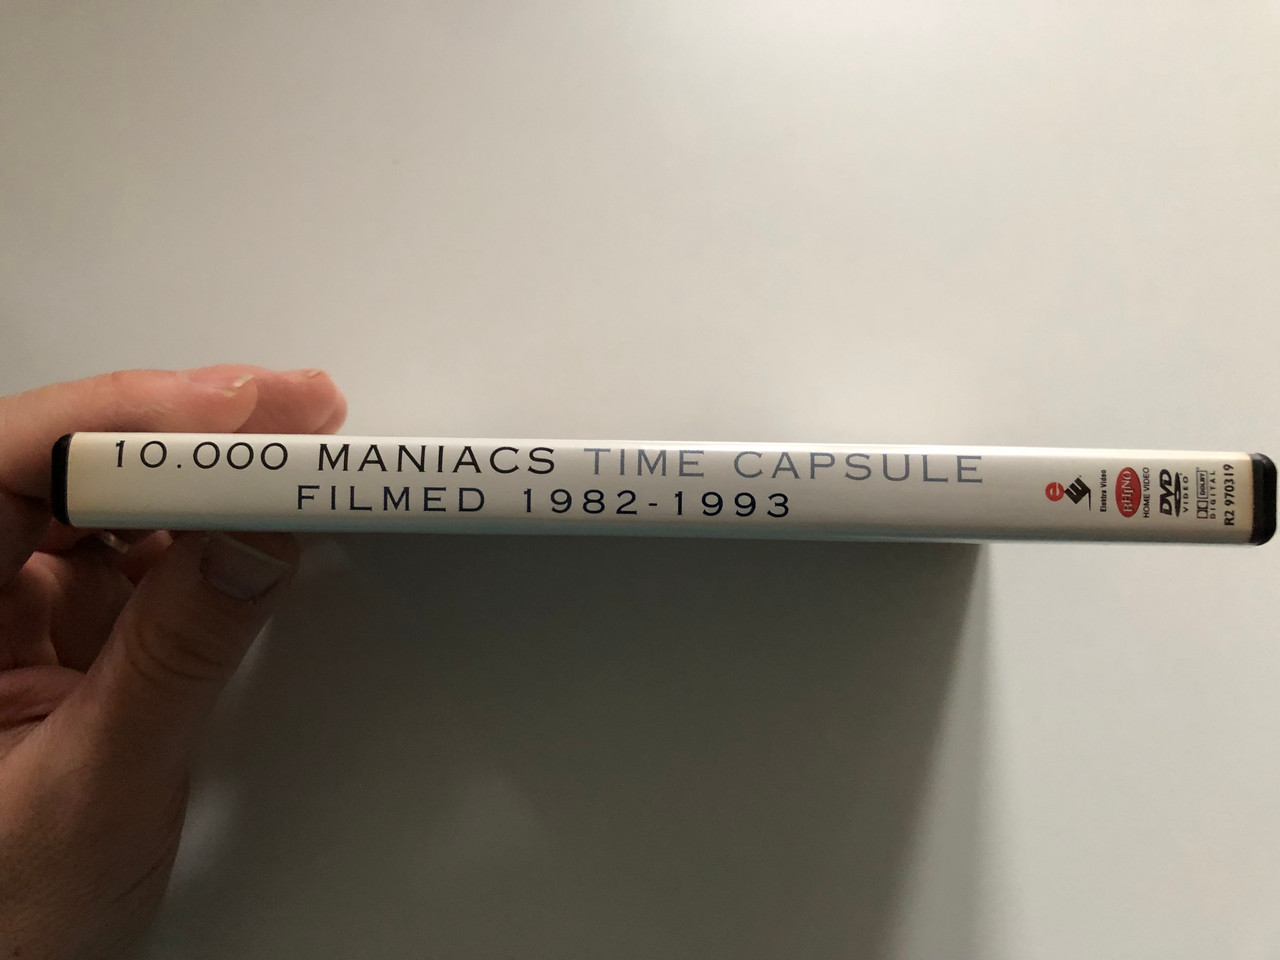 10.000 MANIACS TIME CAPSULE
FILMED 1982-1993
e
Elektra Video
RHINO
HOME VIDEO
DVD
VIDEO
DOLBY
DIGITAL
R2 970319